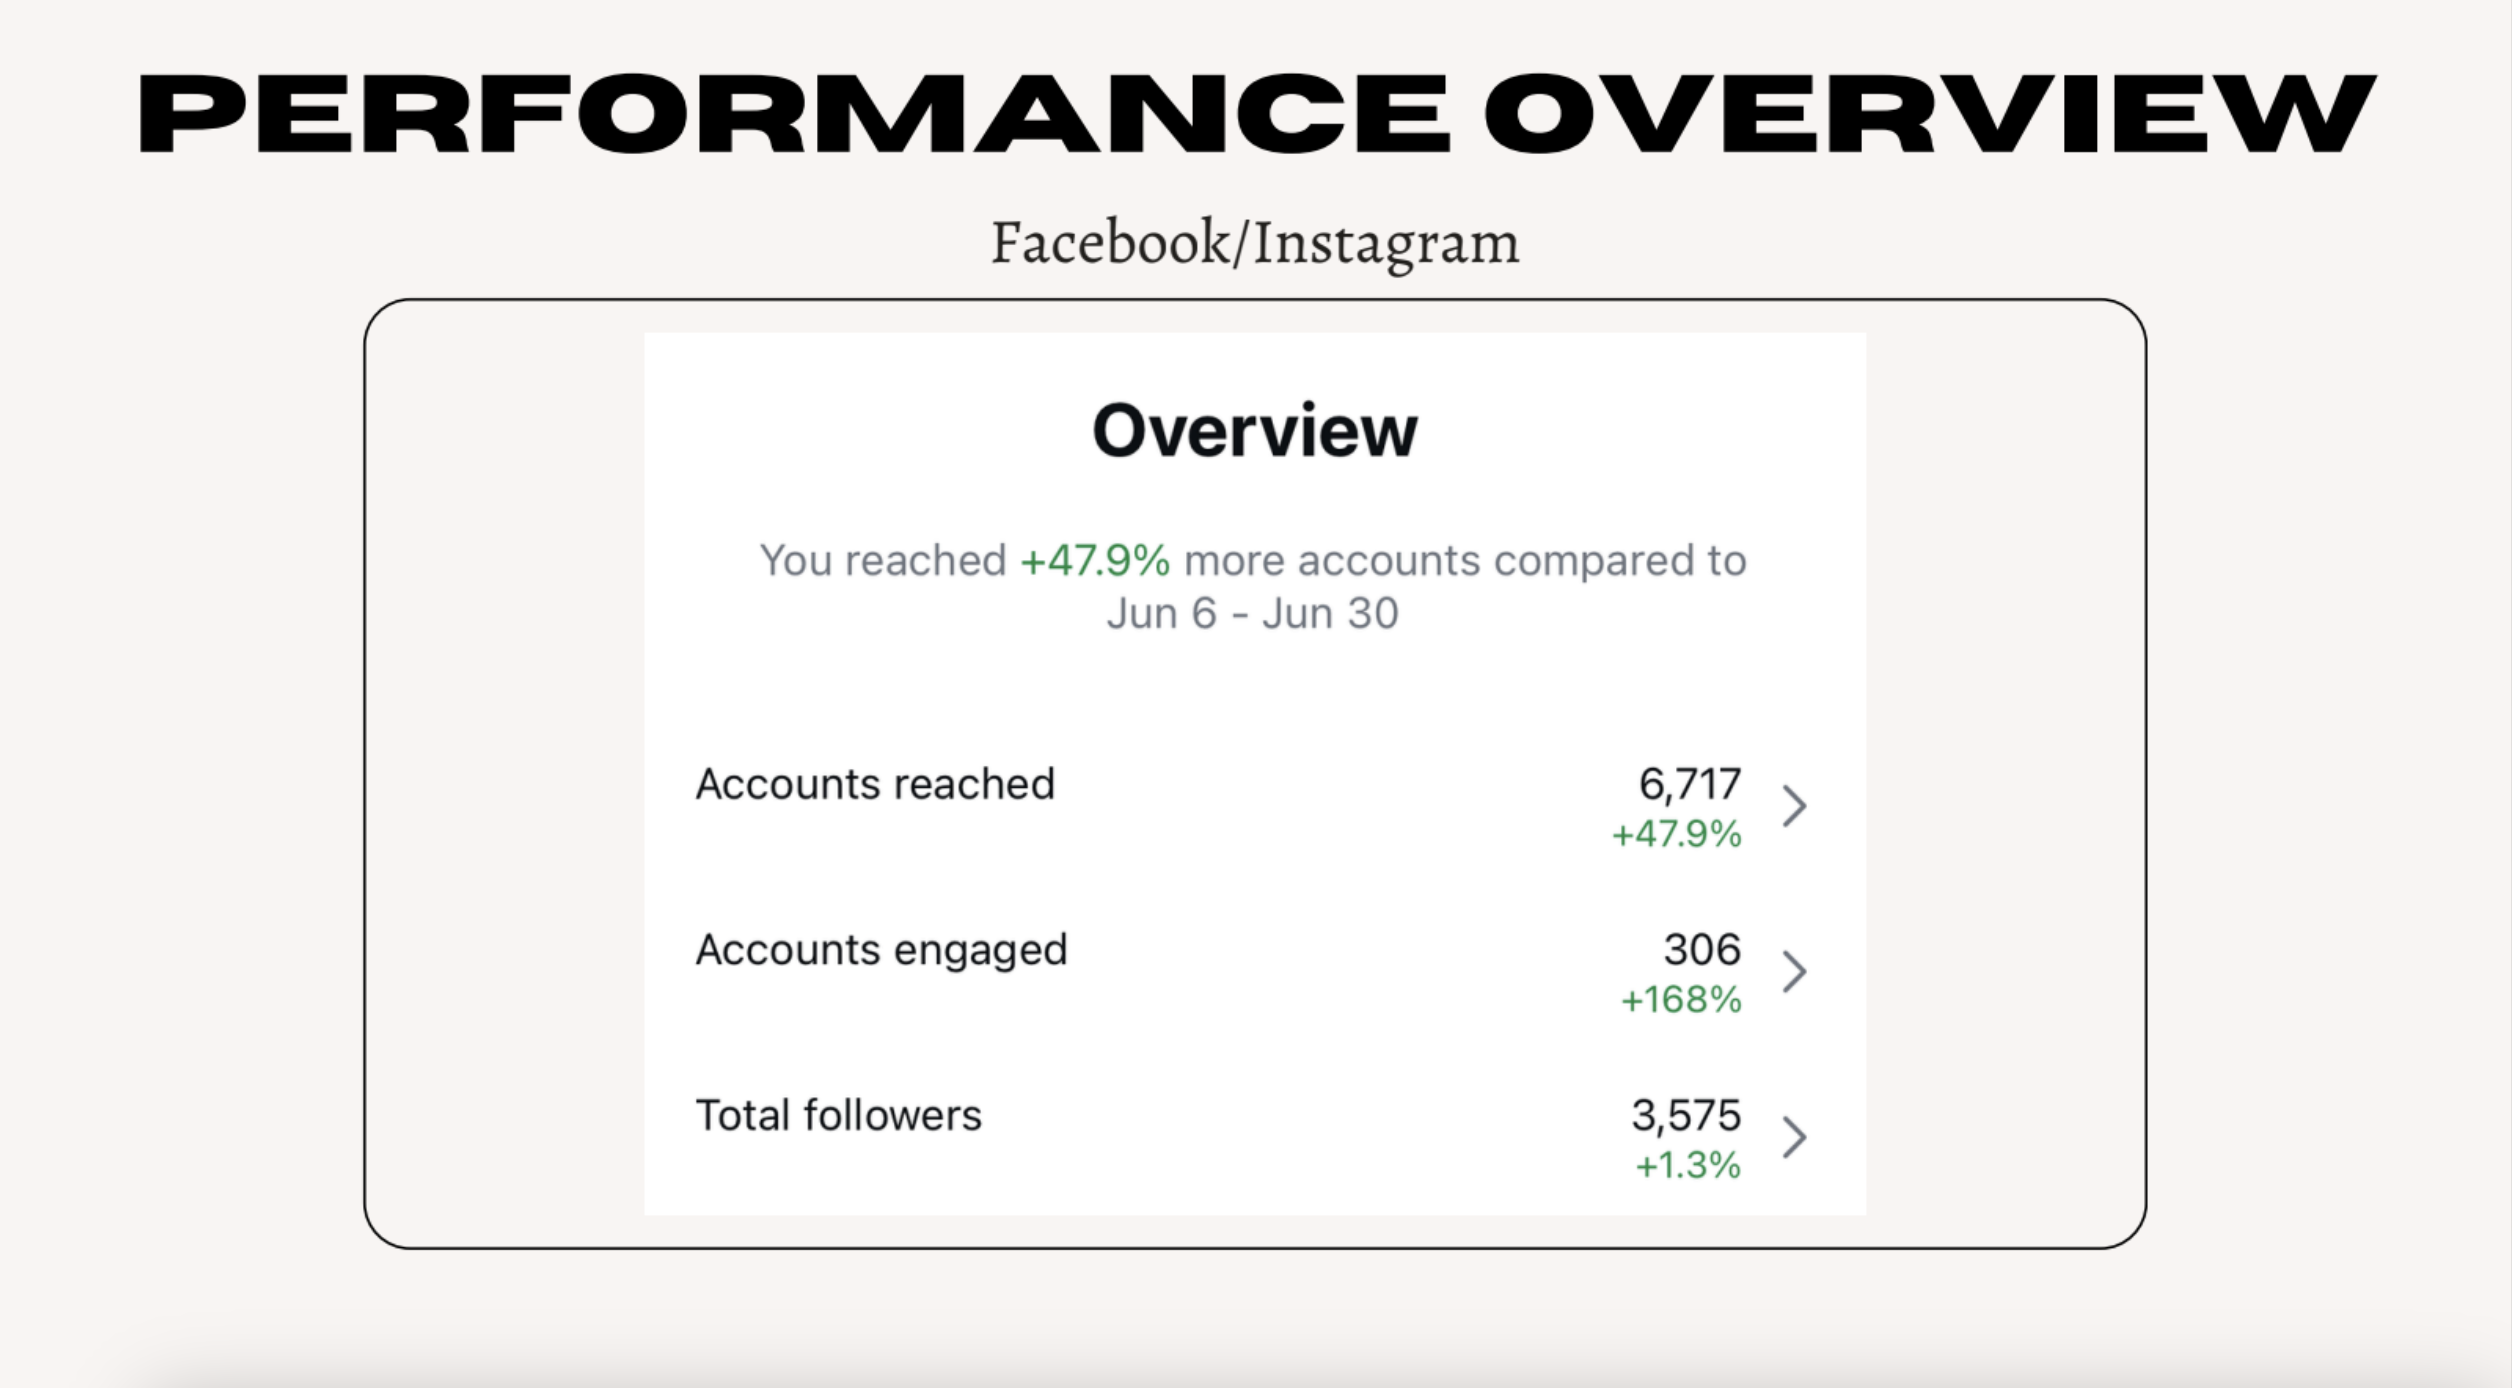 PERFORMANCE OVERVIEW
Facebook/Instagram
Overview
You reached +47.9% more accounts compared to
Jun 6 - Jun 30
Accounts reached
6,717
+47.9%
Accounts engaged
306
+168%
Total followers
3,575
+1.3%